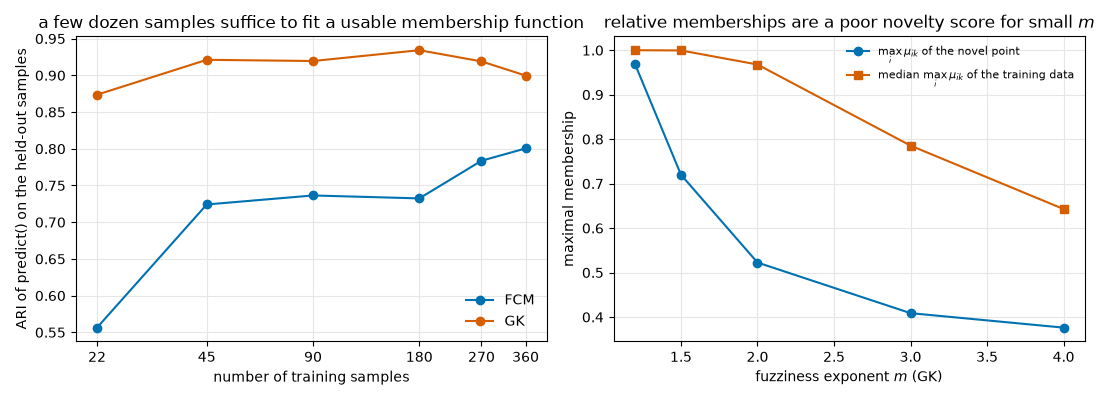 a few dozen samples suffice to fit a usable membership function
ARI of predict() on the held-out samples
0.95
0.90
0.85
0.80
0.75
0.70
0.65
0.60
0.55
FCM
GK
22
45
90
180
270
360
number of training samples
relative memberships are a poor novelty score for small m
maximal membership
1.0
0.9
0.8
0.7
0.6
0.5
0.4
max_i μ_ik of the novel point
median max_i μ_ik of the training data
1.5
2.0
2.5
3.0
3.5
4.0
fuzziness exponent m (GK)